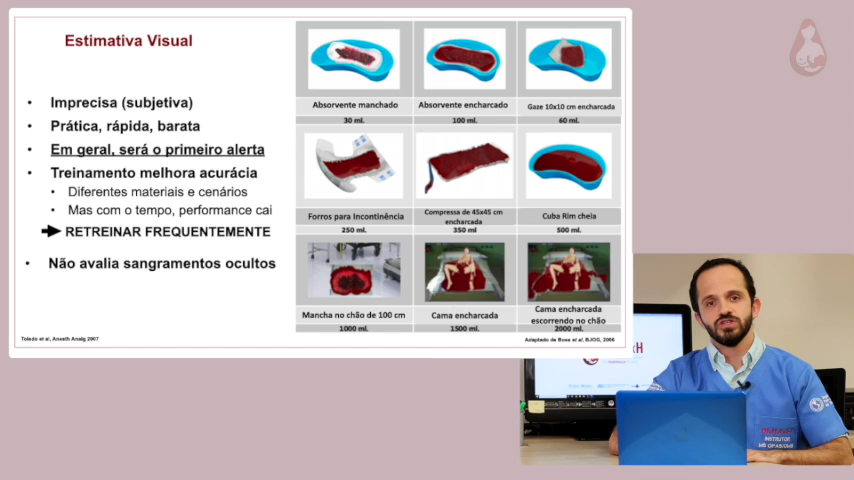 Estimativa Visual
Imprecisa (subjetiva)
Prática, rápida, barata
Em geral, será o primeiro alerta
Treinamento melhora acurácia
Diferentes materiais e cenários
Mas com o tempo, performance cai
RETREINAR FREQUENTEMENTE
Não avalia sangramentos ocultos
Toledo et al, Anesth Analg 2007
Absorvente manchado
30 ml.
Absorvente encharcado
100 ml.
Gaze 10x10 cm encharcada
60 ml.
Forros para Incontinência
250 ml.
Compressa de 45x45 cm
encharcada
350 ml
Cuba Rim cheia
500 ml.
Mancha no chão de 100 cm
1000 ml.
Cama encharcada
1500 ml.
Cama encharcada
escorrendo no chão
2000 ml.
Adaptado de Bose et al, BJOG, 2006
INSTRUTOR